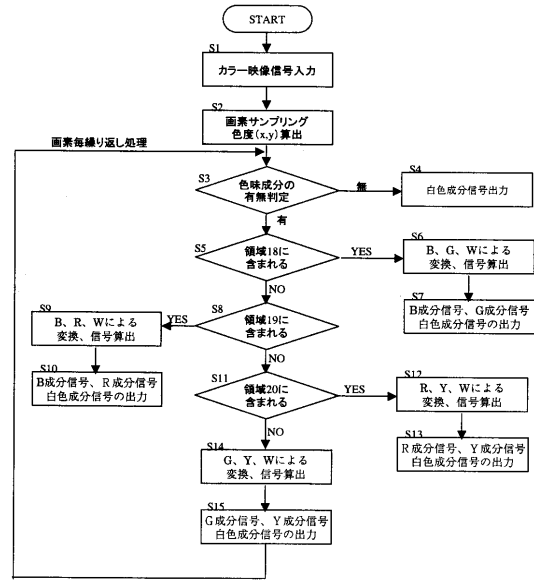 START
S1
カラー映像信号入力
S2
画素サンプリング
色度(x,y)算出
画素毎繰り返し処理
S3
色味成分の
有無判定
無
S4
白色成分信号出力
有
S5
領域18に
含まれる
YES
S6
B、G、Wによる
変換、信号算出
S7
B成分信号、G成分信号
白色成分信号の出力
NO
S8
領域19に
含まれる
YES
S9
B、R、Wによる
変換、信号算出
S10
B成分信号、R成分信号
白色成分信号の出力
NO
S11
領域20に
含まれる
YES
S12
R、Y、Wによる
変換、信号算出
S13
R成分信号、Y成分信号
白色成分信号の出力
NO
S14
G、Y、Wによる
変換、信号算出
S15
G成分信号、Y成分信号
白色成分信号の出力